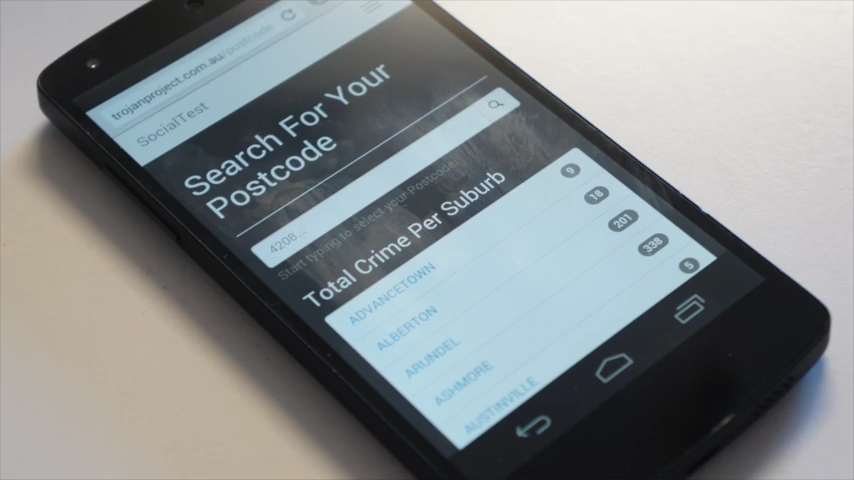 trojanproject.com.au/postcode
SocialTest
Search For Your
Postcode
4208...
Start typing to select your Postcode
Total Crime Per Suburb
ADVANCETOWN 9
ALBERTON 18
ARUNDEL 201
ASHMORE 338
AUSTINVILLE 5